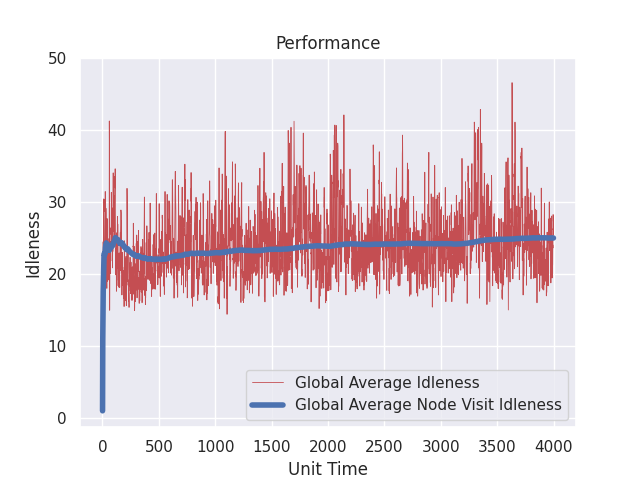 Performance
50
40
30
20
10
0
Idleness
Global Average Idleness
Global Average Node Visit Idleness
0 500 1000 1500 2000 2500 3000 3500 4000
Unit Time